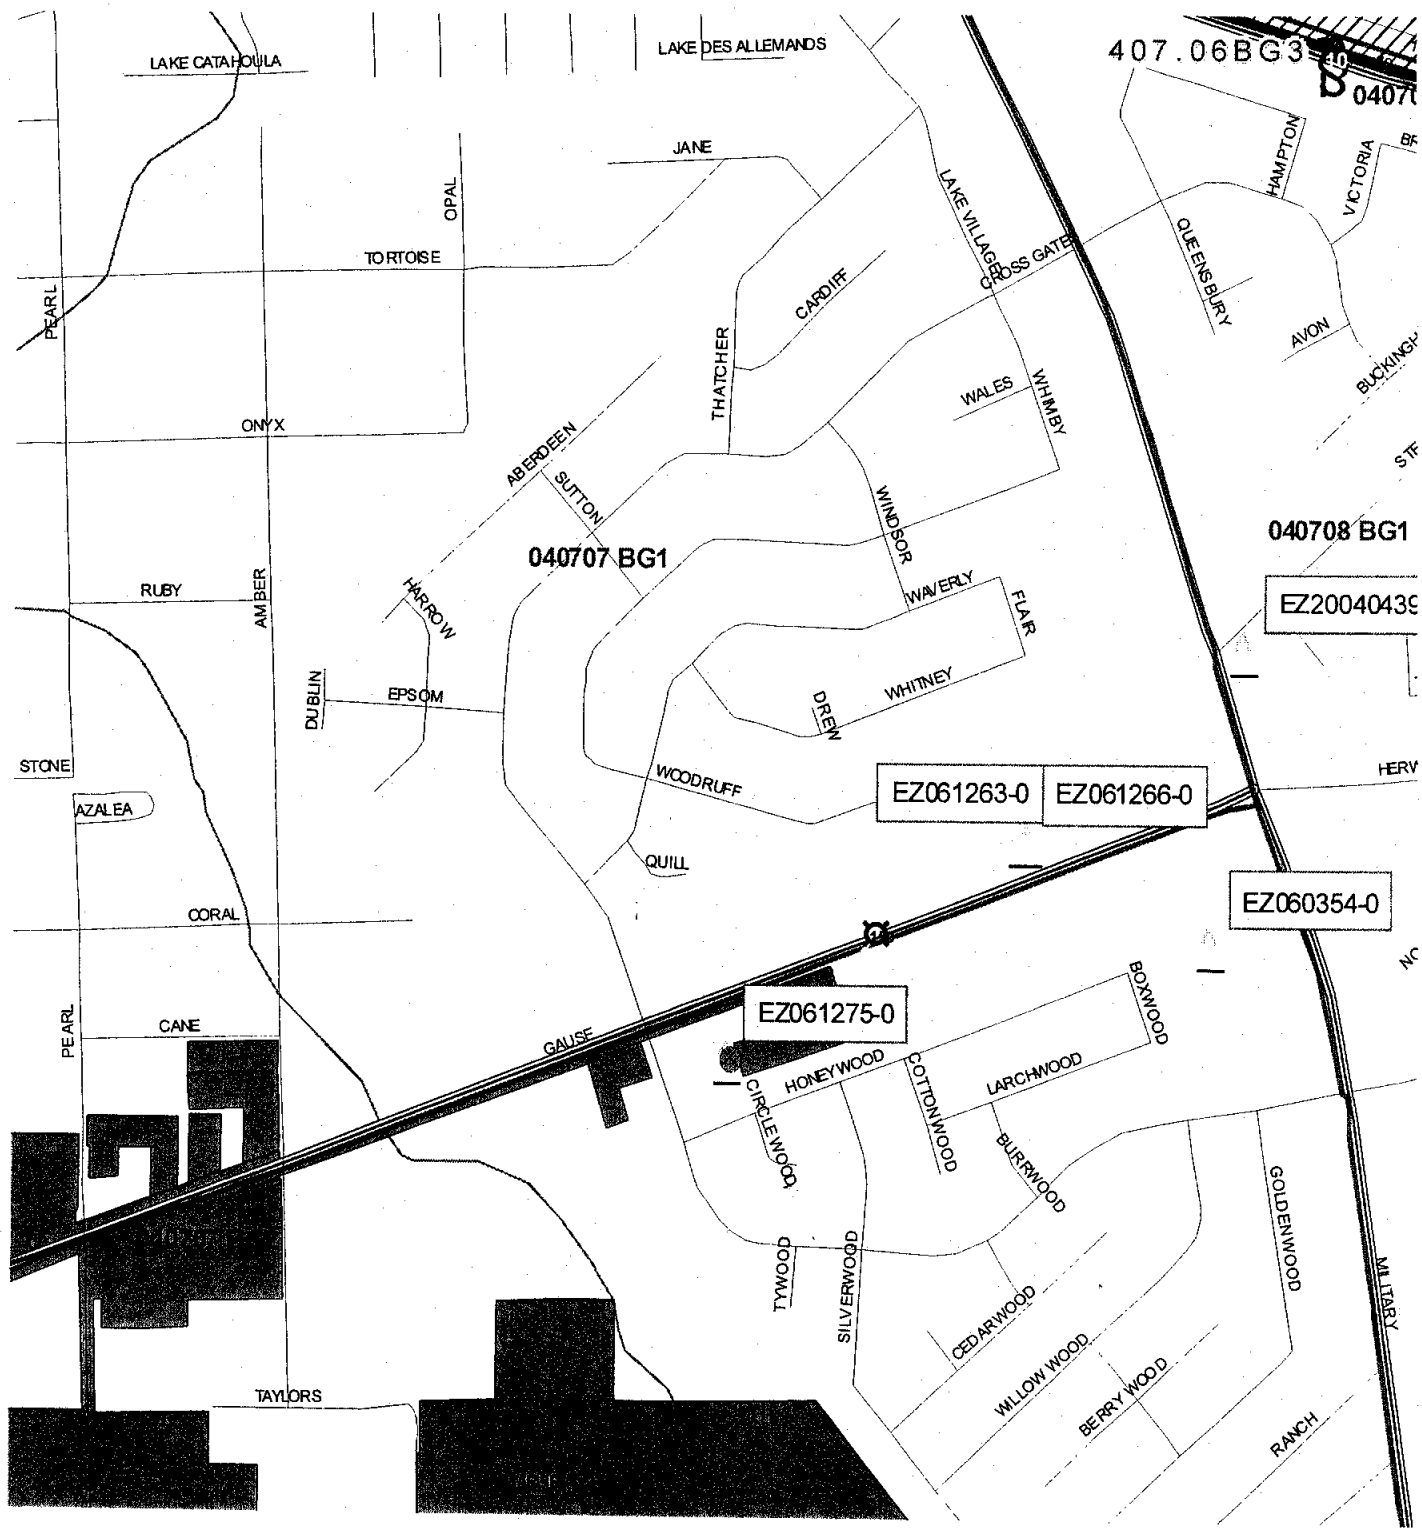 LAKE CATAHOULA
LAKE DES ALLEMANDS
407.06BG3
JANE
HAMPTON
VICTORIA
OPAL
LAKE VILLAGE
TORTOISE
CROSS GATE
QUEENSBURY
PEARL
CARDIFF
AVON
THATCHER
WALES
WHIMBY
ONYX
ABERDEEN
SUTTON
WINDSOR
040707 BG1
040708 BG1
RUBY
AMBER
HARROW
WAVERLY
FLAIR
EZ20040439
DUBLIN
EPSOM
WHITNEY
DREW
STONE
WOODRUFF
EZ061263-0
EZ061266-0
AZALEA
QUILL
EZ060354-0
CORAL
PEARL
CANE
GAUSE
EZ061275-0
BOXWOOD
HONEYWOOD
COTTONWOOD
LARCHWOOD
CIRCLEWOOD
BURRWOOD
GOLDENWOOD
TYWOOD
SILVERWOOD
MILITARY
CEDARWOOD
WILLOW WOOD
BERRY WOOD
TAYLORS
RANCH